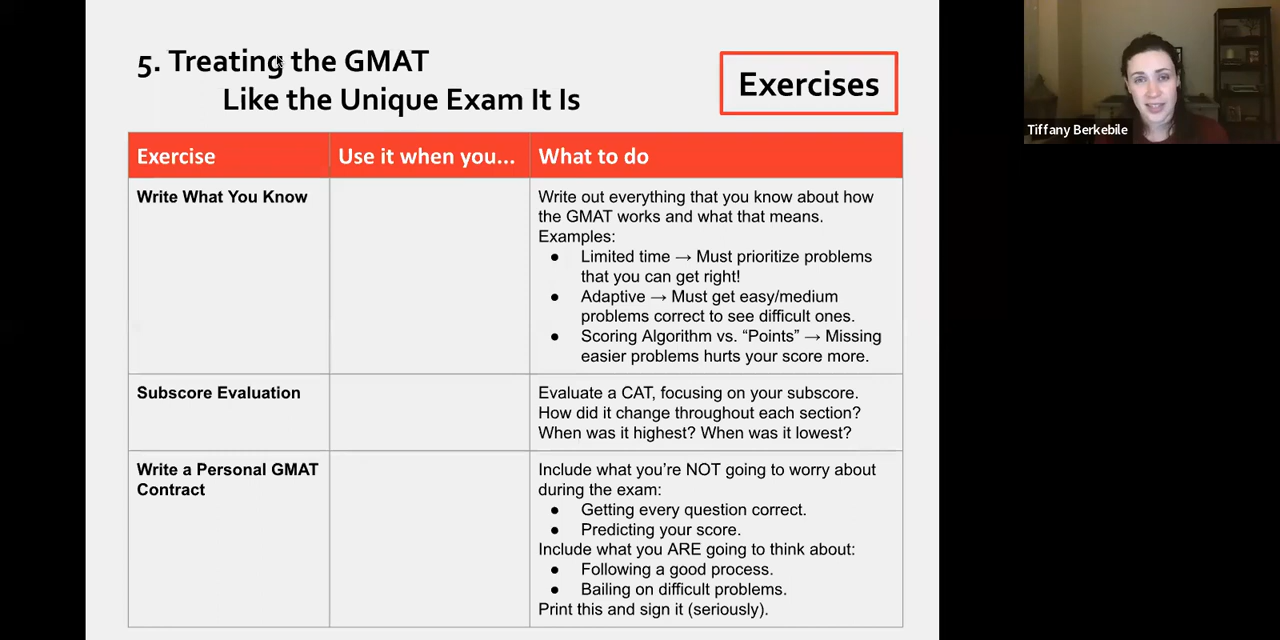 5. Treating the GMAT
Like the Unique Exam It Is
Exercises
Tiffany Berkebile
Exercise
Use it when you...
What to do
Write What You Know
Write out everything that you know about how
the GMAT works and what that means.
Examples:
● Limited time → Must prioritize problems
that you can get right!
● Adaptive → Must get easy/medium
problems correct to see difficult ones.
● Scoring Algorithm vs. “Points” → Missing
easier problems hurts your score more.
Subscore Evaluation
Evaluate a CAT, focusing on your subscore.
How did it change throughout each section?
When was it highest? When was it lowest?
Write a Personal GMAT
Contract
Include what you’re NOT going to worry about
during the exam:
● Getting every question correct.
● Predicting your score.
Include what you ARE going to think about:
● Following a good process.
● Bailing on difficult problems.
Print this and sign it (seriously).